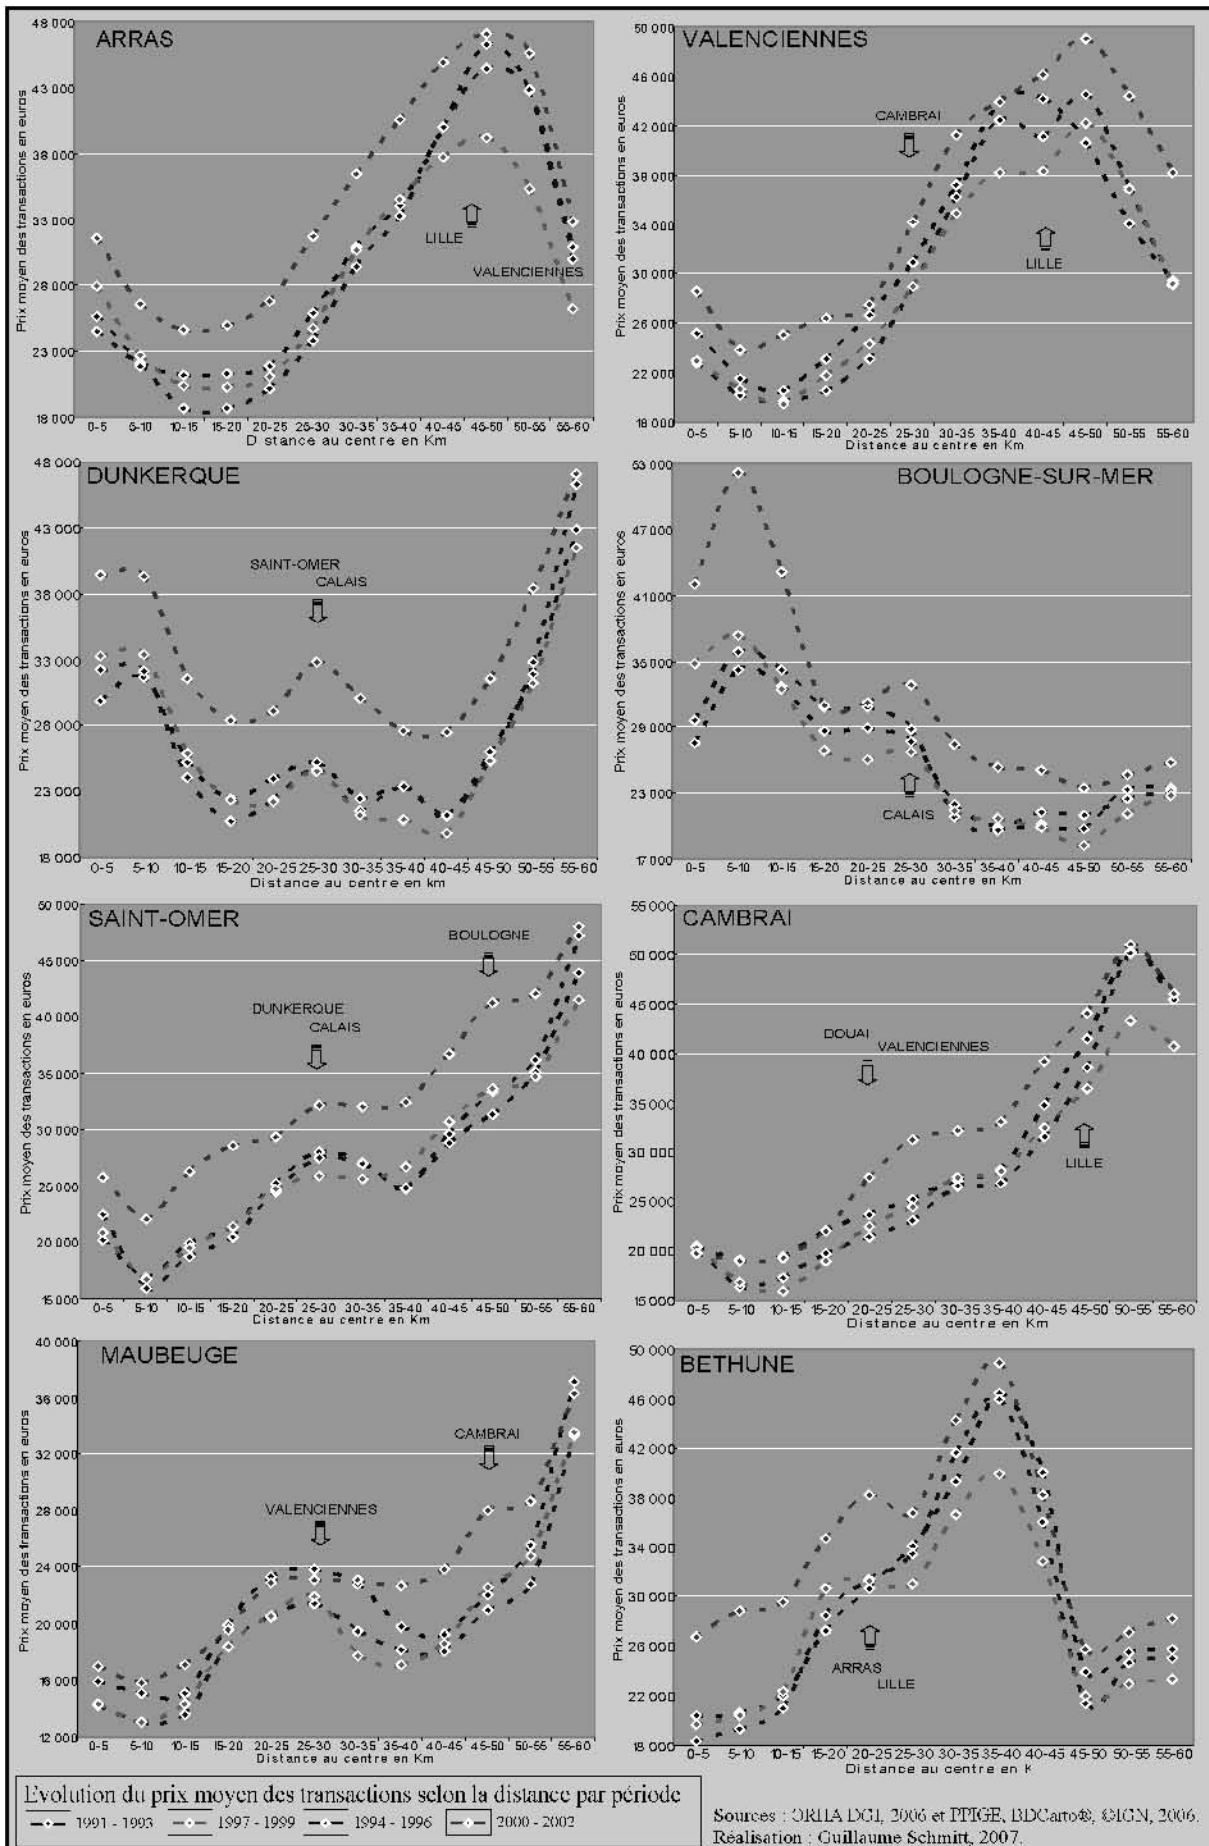 ARRAS
Prix moyen des transactions en euros
48 000
43 000
38 000
33 000
28 000
23 000
18 000
LILLE
VALENCIENNES
0-5 5-10 10-15 15-20 20-25 25-30 30-35 35-40 40-45 45-50 50-55 55-60
D stance au centre en Km
VALENCIENNES
Prix moyen des transactions en euros
50 000
46 000
42 000
38 000
34 000
30 000
26 000
22 000
18 000
CAMBRAI
LILLE
0-5 5-10 10-15 15-20 20-25 25-30 30-35 35-40 40-45 45-50 50-55 55-60
Distance au centre en Km
DUNKERQUE
Prix moyen des transactions en euros
48 000
43 000
38 000
33 000
28 000
23 000
18 000
SAINT-OMER
CALAIS
0-5 5-10 10-15 15-20 20-25 25-30 30-35 35-40 40-45 45-50 50-55 55-60
Distance au centre en km
BOULOGNE-SUR-MER
Prix moyen des transactions en euros
53 000
47 000
41 000
35 000
29 000
23 000
17 000
CALAIS
0-5 5-10 10-15 15-20 20-25 25-30 30-35 35-40 40-45 45-50 50-55 55-60
Distance au centre en Km
SAINT-OMER
Prix moyen des transactions en euros
50 000
45 000
40 000
35 000
30 000
25 000
20 000
15 000
BOULOGNE
DUNKERQUE
CALAIS
0-5 5-10 10-15 15-20 20-25 25-30 30-35 35-40 40-45 45-50 50-55 55-60
Distance au centre en Km
CAMBRAI
Prix moyen des transactions en euros
55 000
50 000
45 000
40 000
35 000
30 000
25 000
20 000
15 000
DOUAI
VALENCIENNES
LILLE
0-5 5-10 10-15 15-20 20-25 25-30 30-35 35-40 40-45 45-50 50-55 55-60
Distance au centre en Km
MAUBEUGE
Prix moyen des transactions en euros
40 000
36 000
32 000
28 000
24 000
20 000
16 000
12 000
CAMBRAI
VALENCIENNES
0-5 5-10 10-15 15-20 20-25 25-30 30-35 35-40 40-45 45-50 50-55 55-60
Distance au centre en Km
BETHUNE
Prix moyen des transactions en euros
50 000
46 000
42 000
38 000
34 000
30 000
26 000
22 000
18 000
ARRAS
LILLE
0-5 5-10 10-15 15-20 20-25 25-30 30-35 35-40 40-45 45-50 50-55 55-60
Distance au centre en K
Evolution du prix moyen des transactions selon la distance par période
1991 - 1993 1997 - 1999 1994 - 1996 2000 - 2002
Sources : ORHA DGI, 2006 et PPIGE, BDCarto®, ©IGN, 2006.
Réalisation : Guillaume Schmitt, 2007.